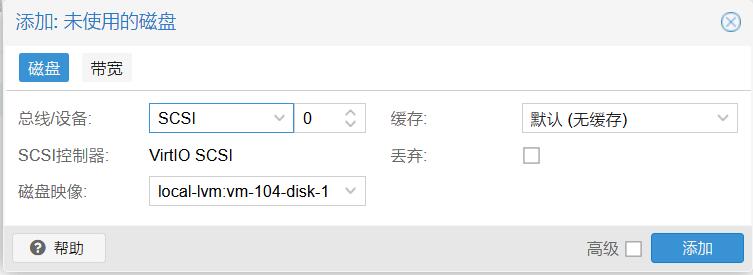 添加: 未使用的磁盘
磁盘 带宽
总线/设备: SCSI 0 缓存: 默认 (无缓存)
SCSI控制器: VirtIO SCSI 丢弃:
磁盘映像: local-lvm:vm-104-disk-1
帮助 高级 添加